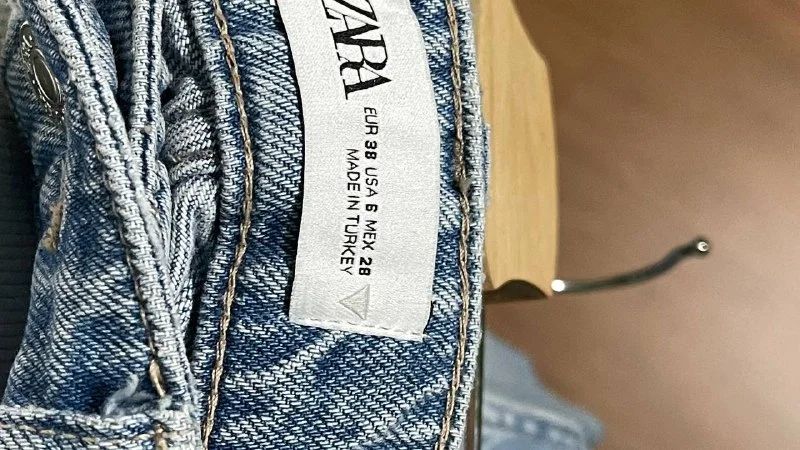 ZARA
EUR 38 USA 6 MEX 28
MADE IN TURKEY